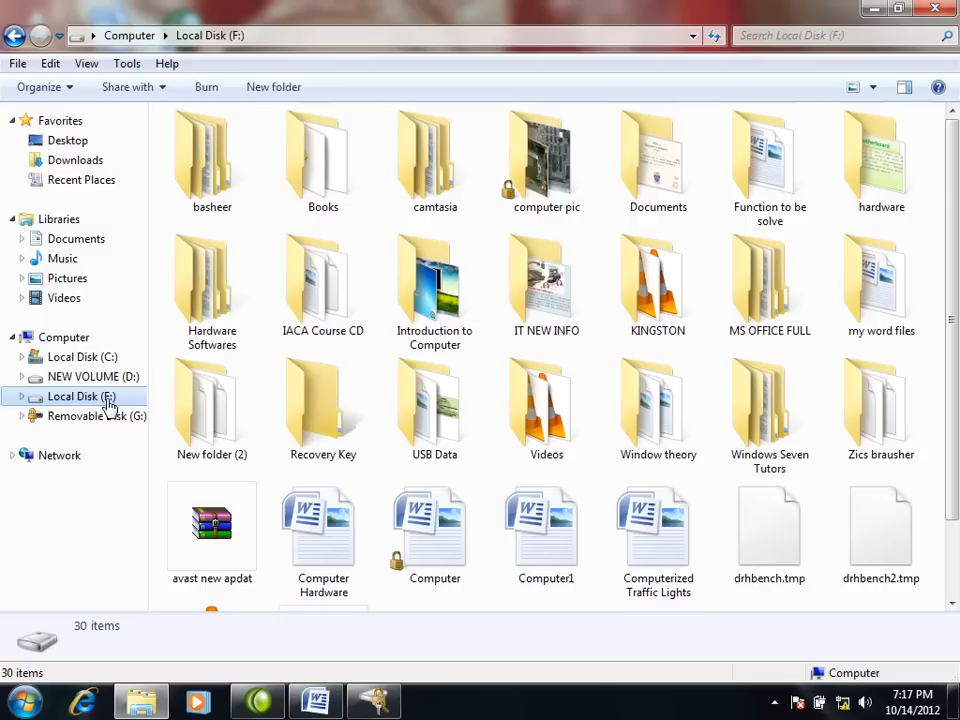 Computer Local Disk (F:) Search Local Disk (F:)
File Edit View Tools Help
Organize Share with Burn New folder
Favorites
Desktop
Downloads
Recent Places
Libraries
Documents
Music
Pictures
Videos
Computer
Local Disk (C:)
NEW VOLUME (D:)
Local Disk (F:)
Removable Disk (G:)
Network
basheer Books camtasia computer pic Documents Function to be hardware
solve
Hardware IACA Course CD Introduction to IT NEW INFO KINGSTON MS OFFICE FULL my word files
Softwares Computer
New folder (2) Recovery Key USB Data Videos Window theory Windows Seven Zics brausher
Tutors
avast new apdat Computer Computer Computer1 Computerized drhbench.tmp drhbench2.tmp
Hardware Traffic Lights
30 items
30 items Computer
7:17 PM
10/14/2012